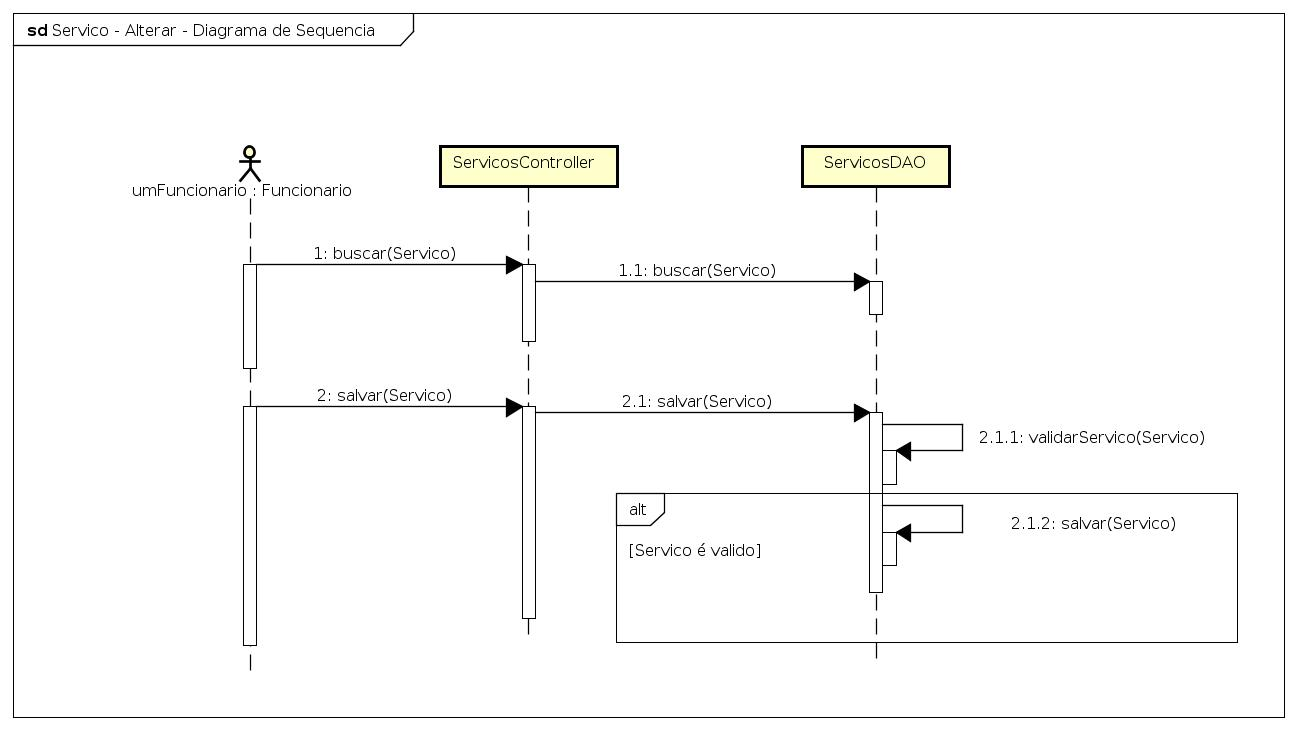 sd Servico - Alterar - Diagrama de Sequencia
ServicosController
ServicosDAO
umFuncionario : Funcionario
1: buscar(Servico)
1.1: buscar(Servico)
2: salvar(Servico)
2.1: salvar(Servico)
2.1.1: validarServico(Servico)
alt
2.1.2: salvar(Servico)
[Servico é valido]